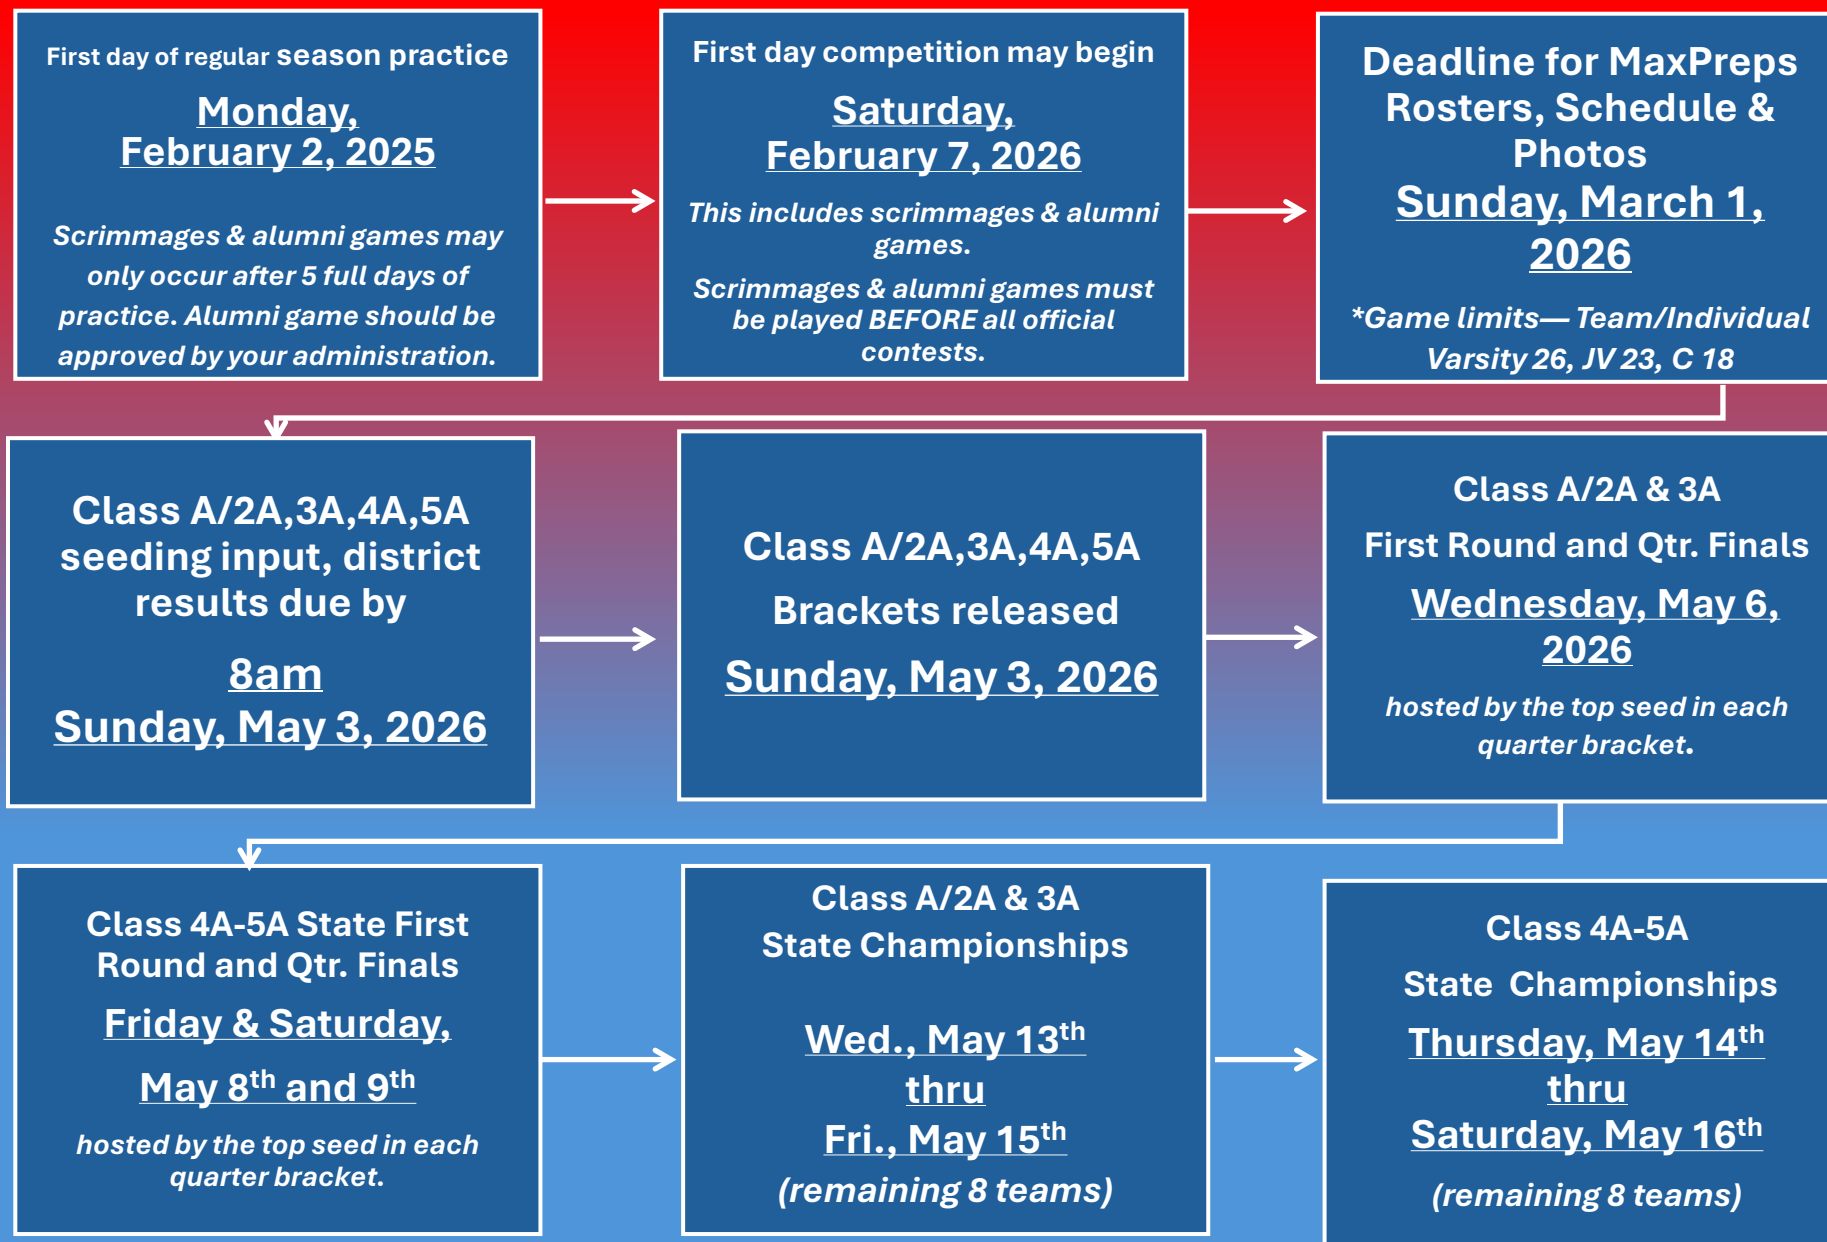 First day of regular season practice
Monday,
February 2, 2025
Scrimmages & alumni games may
only occur after 5 full days of
practice. Alumni game should be
approved by your administration.
First day competition may begin
Saturday,
February 7, 2026
This includes scrimmages & alumni
games.
Scrimmages & alumni games must
be played BEFORE all official
contests.
Deadline for MaxPreps
Rosters, Schedule &
Photos
Sunday, March 1,
2026
*Game limits— Team/Individual
Varsity 26, JV 23, C 18
Class A/2A,3A,4A,5A
seeding input, district
results due by
8am
Sunday, May 3, 2026
Class A/2A,3A,4A,5A
Brackets released
Sunday, May 3, 2026
Class A/2A & 3A
First Round and Qtr. Finals
Wednesday, May 6,
2026
hosted by the top seed in each
quarter bracket.
Class 4A-5A State First
Round and Qtr. Finals
Friday & Saturday,
May 8th and 9th
hosted by the top seed in each
quarter bracket.
Class A/2A & 3A
State Championships
Wed., May 13th
thru
Fri., May 15th
(remaining 8 teams)
Class 4A-5A
State Championships
Thursday, May 14th
thru
Saturday, May 16th
(remaining 8 teams)